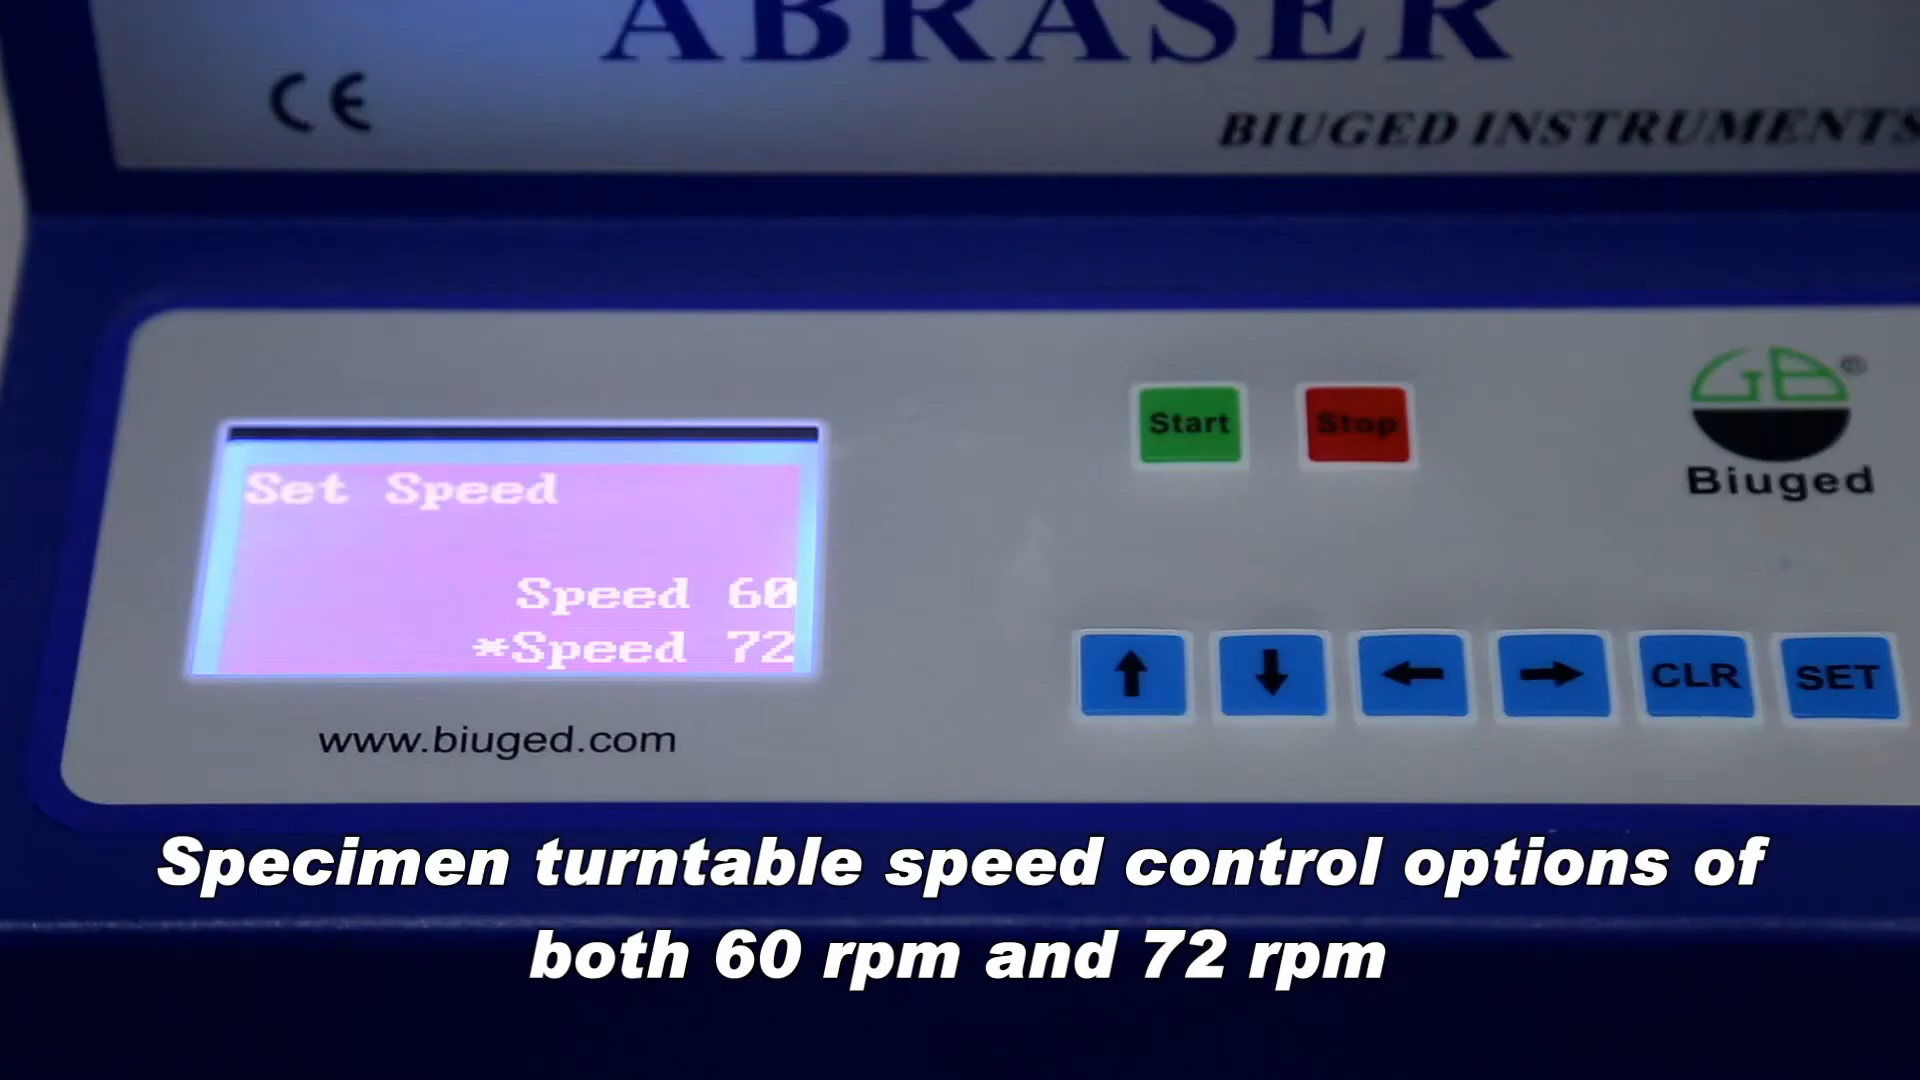 ABRASER
CE
BIUGED INSTRUMENTS
Start
Stop
GB®
Biuged
Set Speed
Speed 60
*Speed 72
↑ ↓ ← → CLR SET
www.biuged.com
Specimen turntable speed control options of
both 60 rpm and 72 rpm